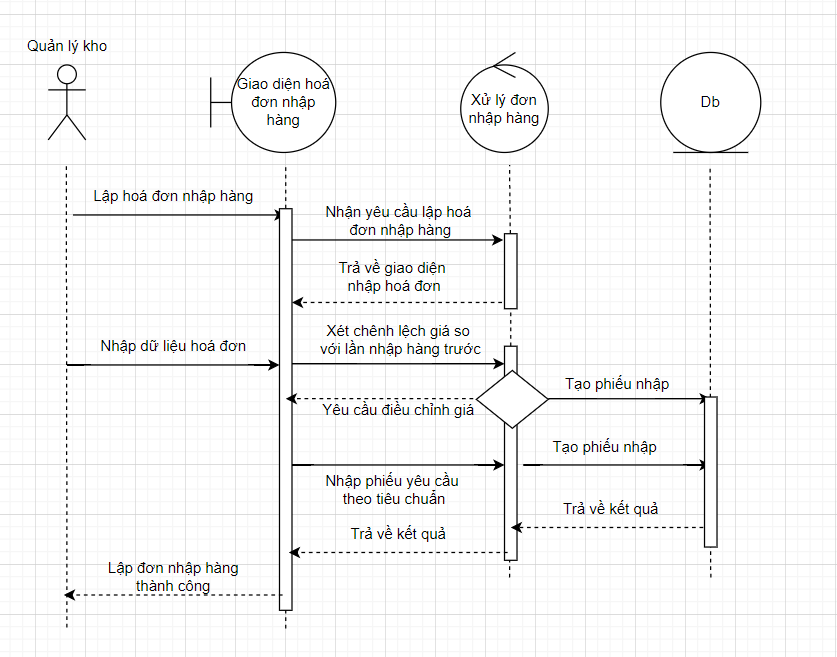 Quản lý kho
Giao diện hoá
đơn nhập
hàng
Xử lý đơn
nhập hàng
Db
Lập hoá đơn nhập hàng
Nhận yêu cầu lập hoá
đơn nhập hàng
Trả về giao diện
nhập hoá đơn
Xét chênh lệch giá so
với lần nhập hàng trước
Nhập dữ liệu hoá đơn
Tạo phiếu nhập
Yêu cầu điều chỉnh giá
Tạo phiếu nhập
Nhập phiếu yêu cầu
theo tiêu chuẩn
Trả về kết quả
Trả về kết quả
Lập đơn nhập hàng
thành công